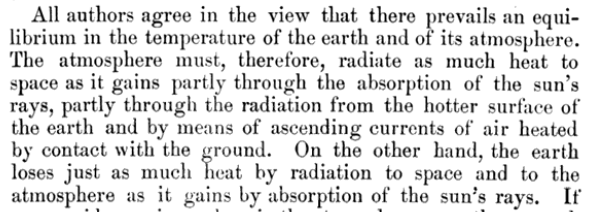 All authors agree in the view that there prevails an equi-
librium in the temperature of the earth and of its atmosphere.
The atmosphere must, therefore, radiate as much heat to
space as it gains partly through the absorption of the sun's
rays, partly through the radiation from the hotter surface of
the earth and by means of ascending currents of air heated
by contact with the ground. On the other hand, the earth
loses just as much heat by radiation to space and to the
atmosphere as it gains by absorption of the sun's rays. If